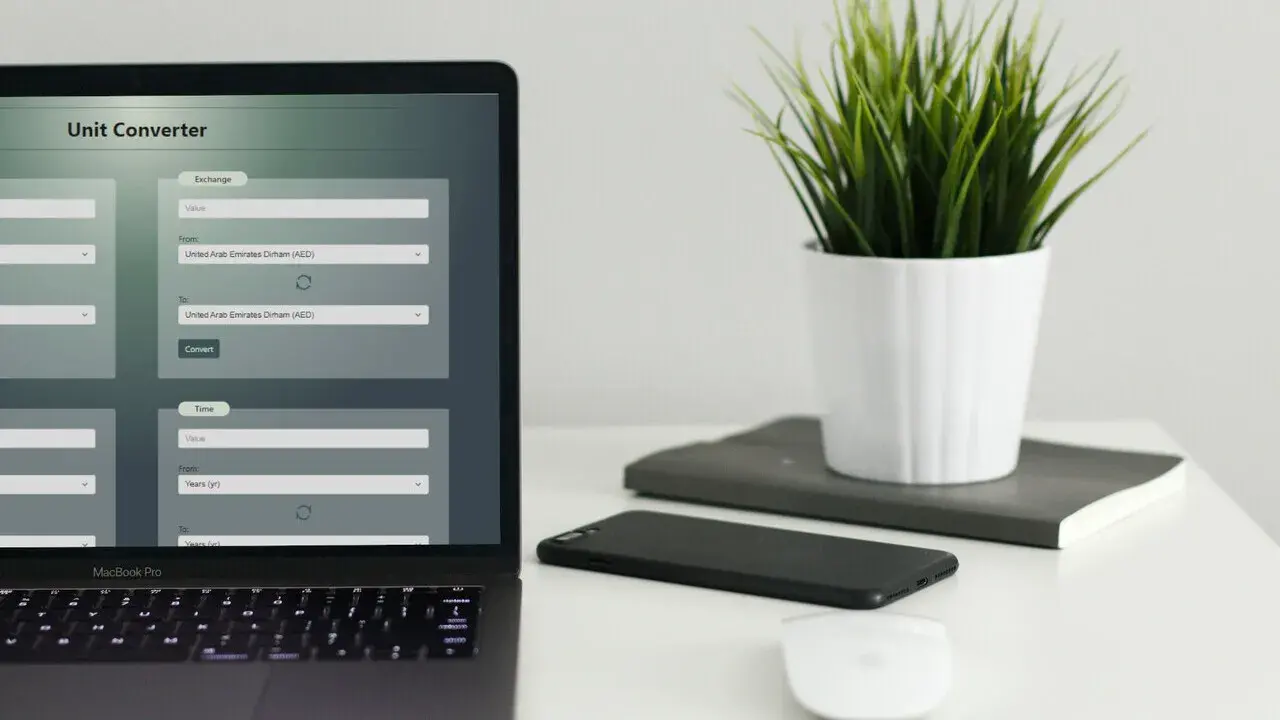 Unit Converter
Exchange
Value
From:
United Arab Emirates Dirham (AED)
To:
United Arab Emirates Dirham (AED)
Convert
Time
Value
From:
Years (yr)
To:
Years (yr)
MacBook Pro